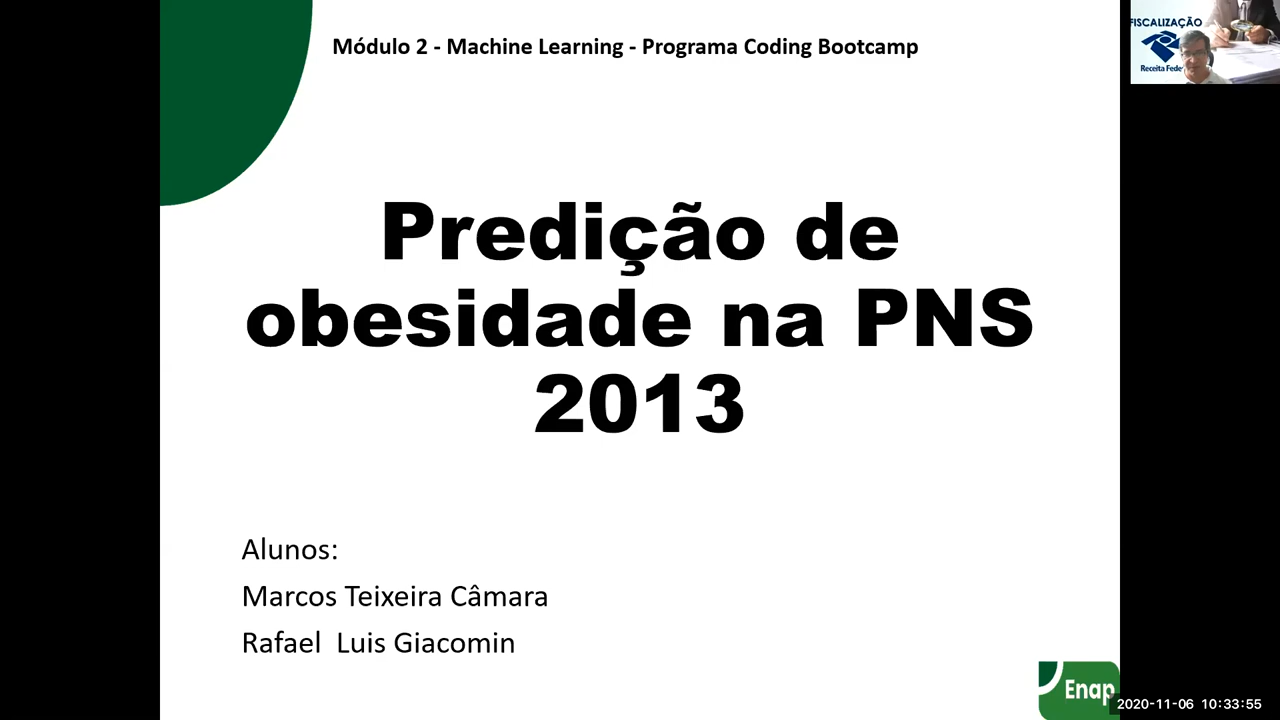 Módulo 2 - Machine Learning - Programa Coding Bootcamp
FISCALIZAÇÃO
Receita
Predição de
obesidade na PNS
2013
Alunos:
Marcos Teixeira Câmara
Rafael Luis Giacomin
Enap
2020-11-06 10:33:55